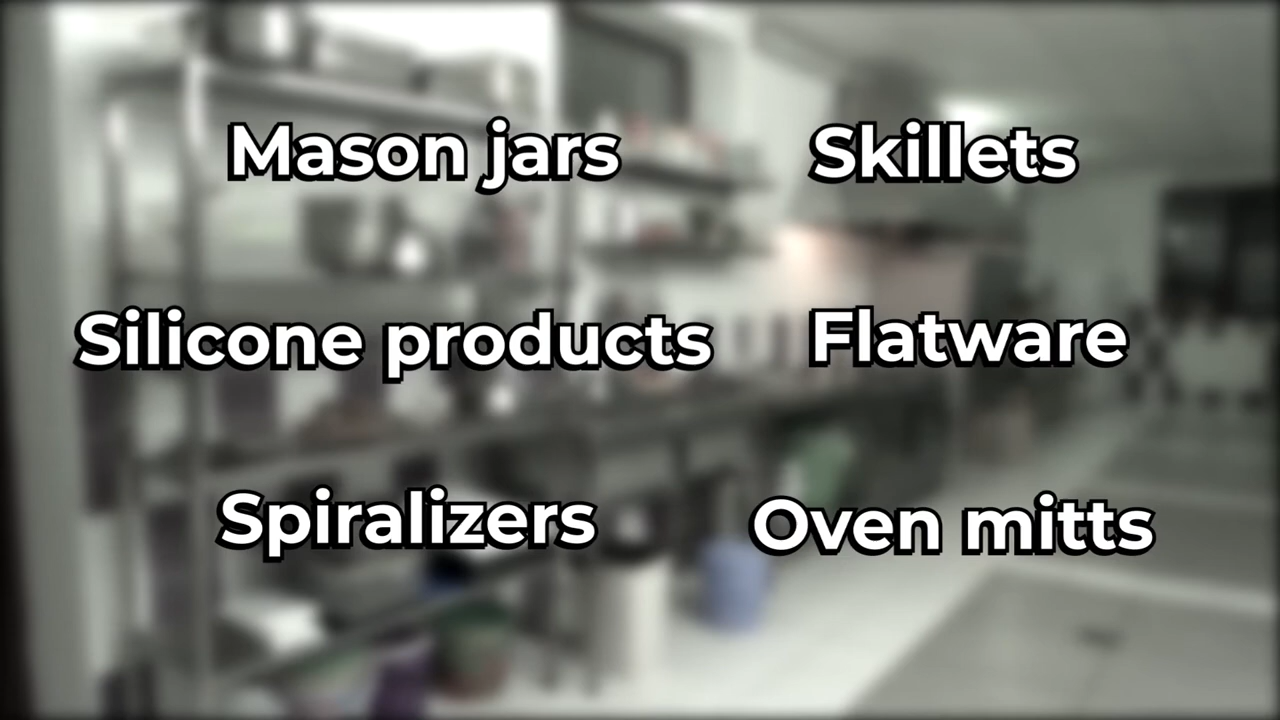 Mason jars
Skillets
Silicone products
Flatware
Spiralizers
Oven mitts